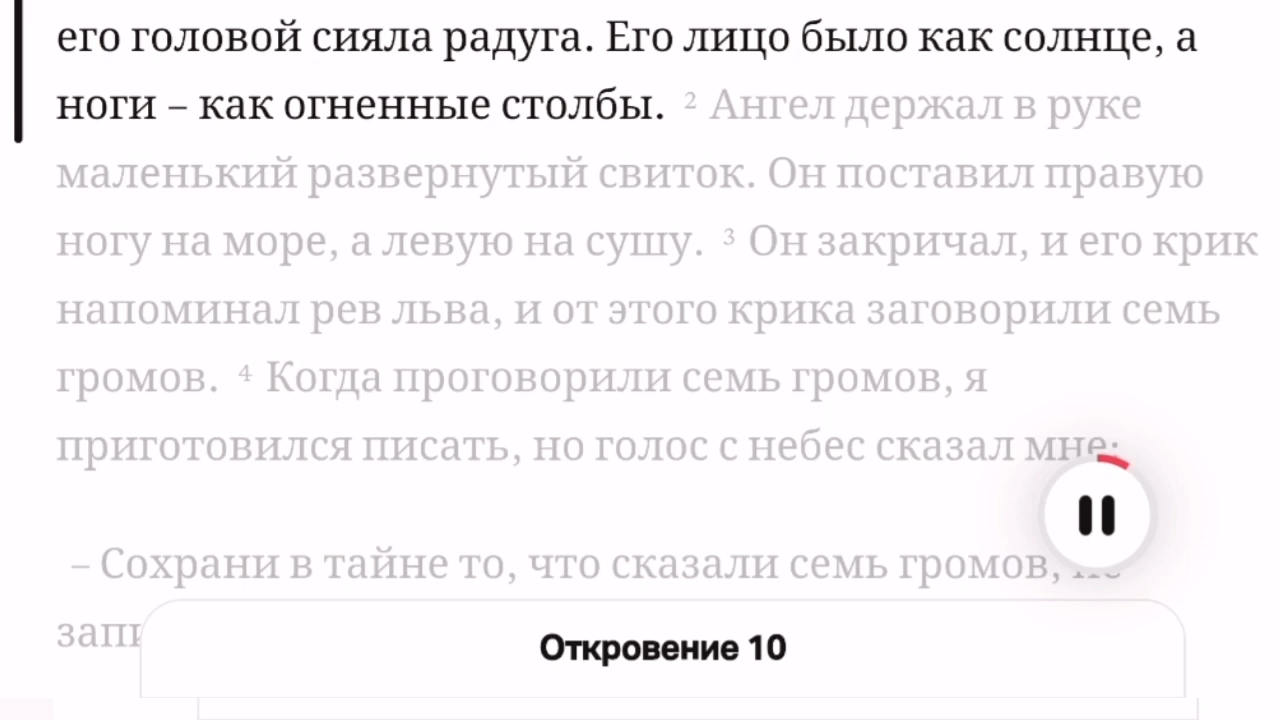 его головой сияла радуга. Его лицо было как солнце, а
ноги – как огненные столбы. 2 Ангел держал в руке
маленький развернутый свиток. Он поставил правую
ногу на море, а левую на сушу. 3 Он закричал, и его крик
напоминал рев льва, и от этого крика заговорили семь
громов. 4 Когда проговорили семь громов, я
приготовился писать, но голос с небес сказал мне:
– Сохрани в тайне то, что сказали семь громов,
Откровение 10